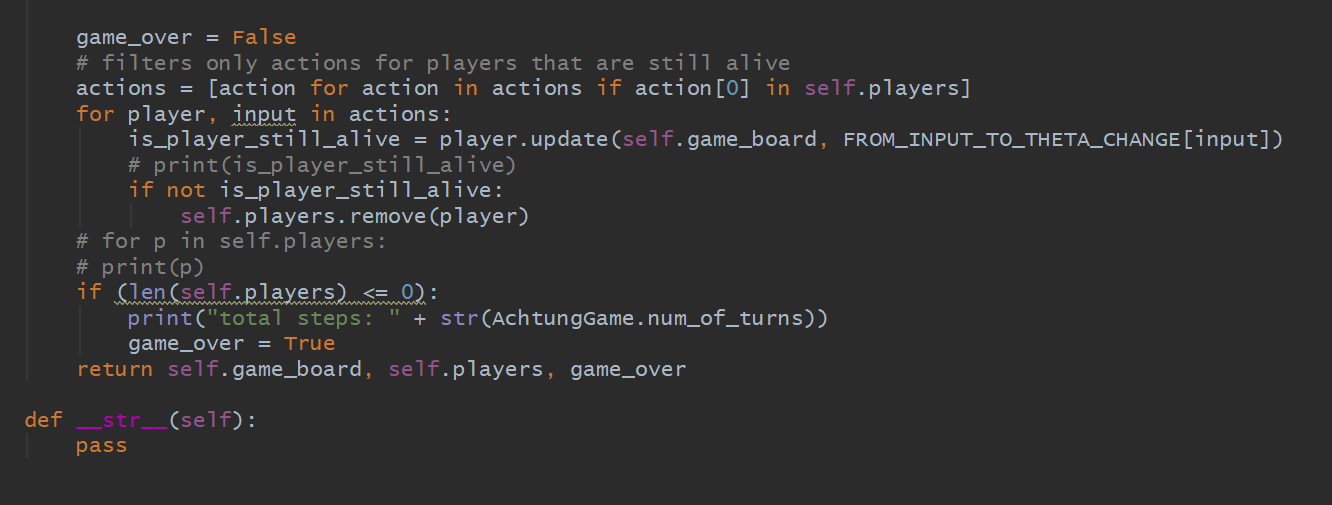 game_over = False
# filters only actions for players that are still alive
actions = [action for action in actions if action[0] in self.players]
for player, input in actions:
is_player_still_alive = player.update(self.game_board, FROM_INPUT_TO_THETA_CHANGE[input])
# print(is_player_still_alive)
if not is_player_still_alive:
self.players.remove(player)
# for p in self.players:
# print(p)
if (len(self.players) <= 0):
print("total steps: " + str(AchtungGame.num_of_turns))
game_over = True
return self.game_board, self.players, game_over
def __str__(self):
pass